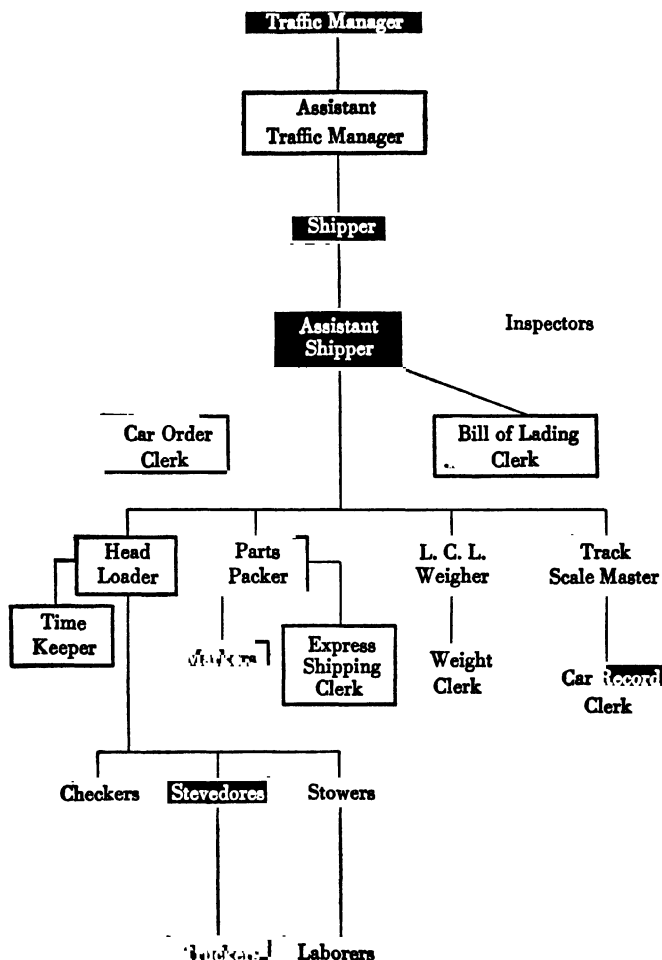 Traffic Manager
Assistant
Traffic Manager
Shipper
Assistant
Shipper
Inspectors
Car Order
Clerk
Bill of Lading
Clerk
Head
Loader
Parts
Packer
L. C. L.
Weigher
Track
Scale Master
Time
Keeper
Express
Shipping
Clerk
Weight
Clerk
Car Record
Clerk
Checkers
Stevedores
Stowers
Laborers